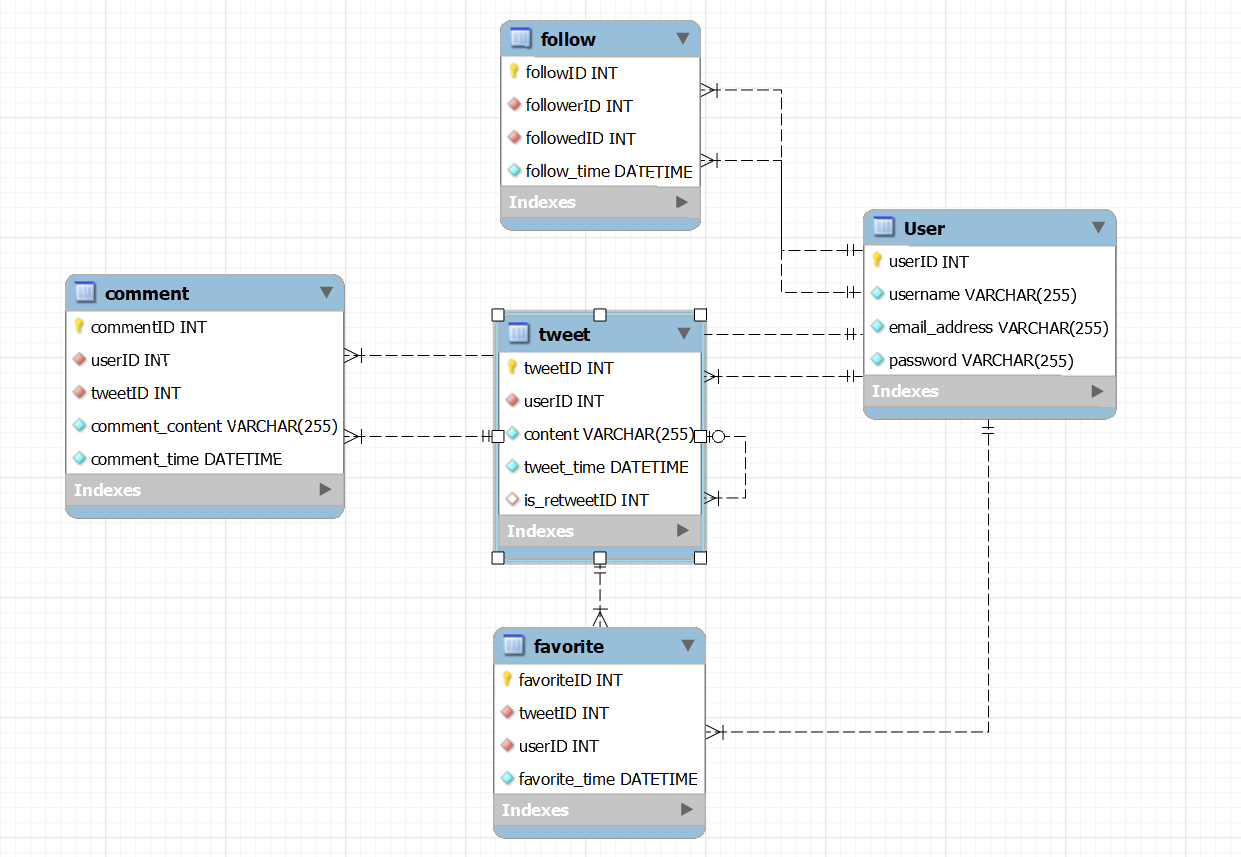 follow
followID INT
followerID INT
followedID INT
follow_time DATETIME
Indexes
User
userID INT
username VARCHAR(255)
email_address VARCHAR(255)
password VARCHAR(255)
Indexes
comment
commentID INT
userID INT
tweetID INT
comment_content VARCHAR(255)
comment_time DATETIME
Indexes
tweet
tweetID INT
userID INT
content VARCHAR(255)
tweet_time DATETIME
is_retweetID INT
Indexes
favorite
favoriteID INT
tweetID INT
userID INT
favorite_time DATETIME
Indexes